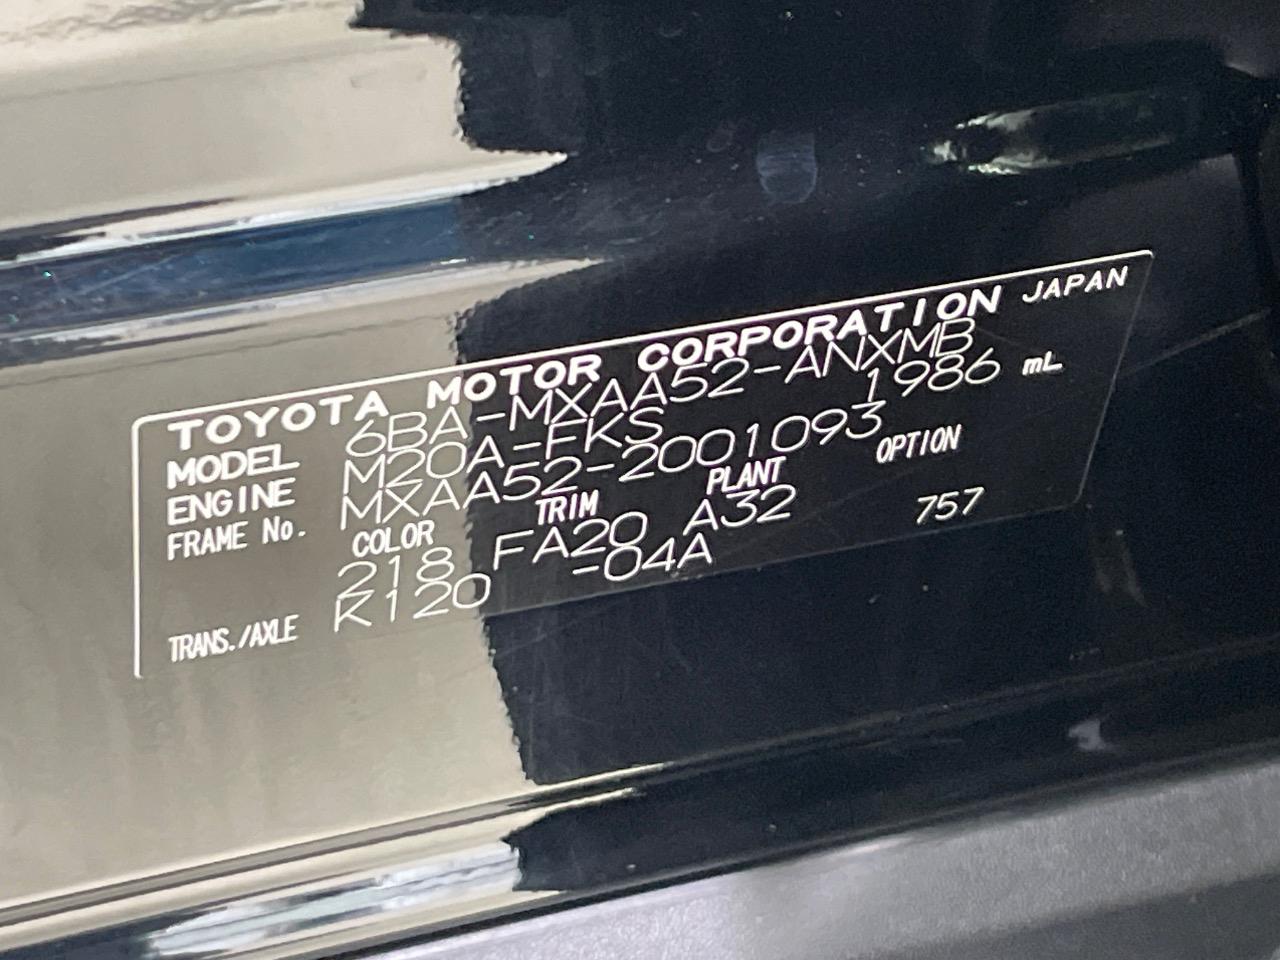 TOYOTA MOTOR CORPORATION JAPAN
MODEL 6BA-MXAA52-ANXMB
ENGINE M20A-FKS 1986 mL
FRAME No. MXAA52-2001093
COLOR TRIM PLANT OPTION
218 FA20 A32 757
TRANS./AXLE K120 -04A